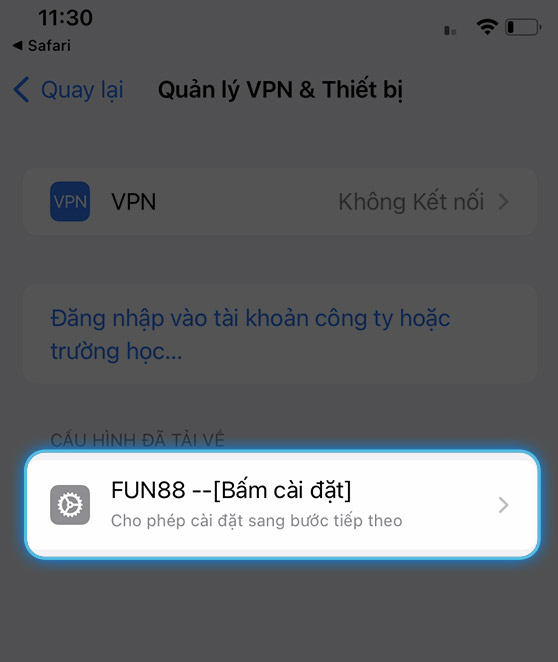 11:30
◀ Safari
Quay lại
Quản lý VPN & Thiết bị
VPN
VPN
Không Kết nối
Đăng nhập vào tài khoản công ty hoặc
trường học...
CẤU HÌNH ĐÃ TẢI VỀ
FUN88 --[Bấm cài đặt]
Cho phép cài đặt sang bước tiếp theo